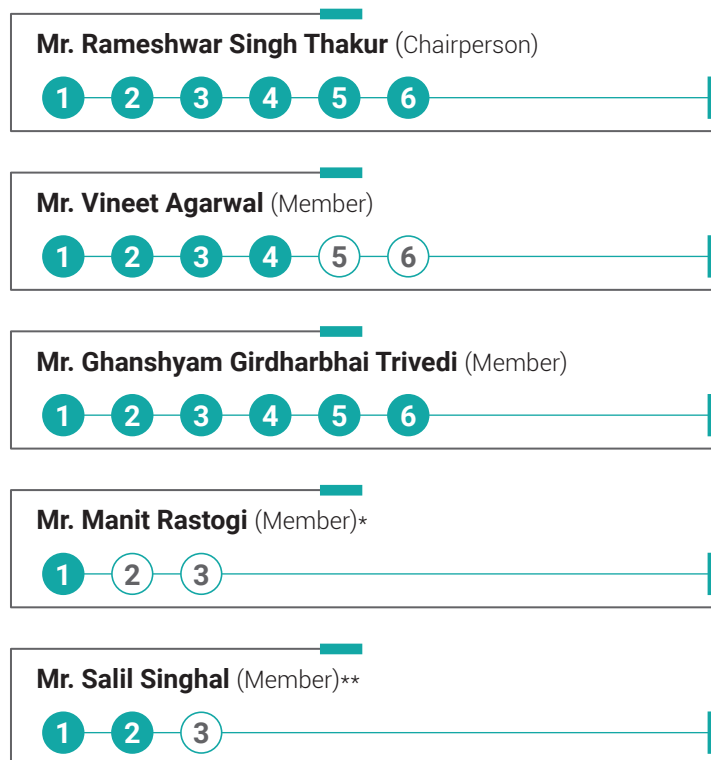 Mr. Rameshwar Singh Thakur (Chairperson)
1 2 3 4 5 6
Mr. Vineet Agarwal (Member)
1 2 3 4 5 6
Mr. Ghanshyam Girdharbhai Trivedi (Member)
1 2 3 4 5 6
Mr. Manit Rastogi (Member)*
1 2 3
Mr. Salil Singhal (Member)**
1 2 3